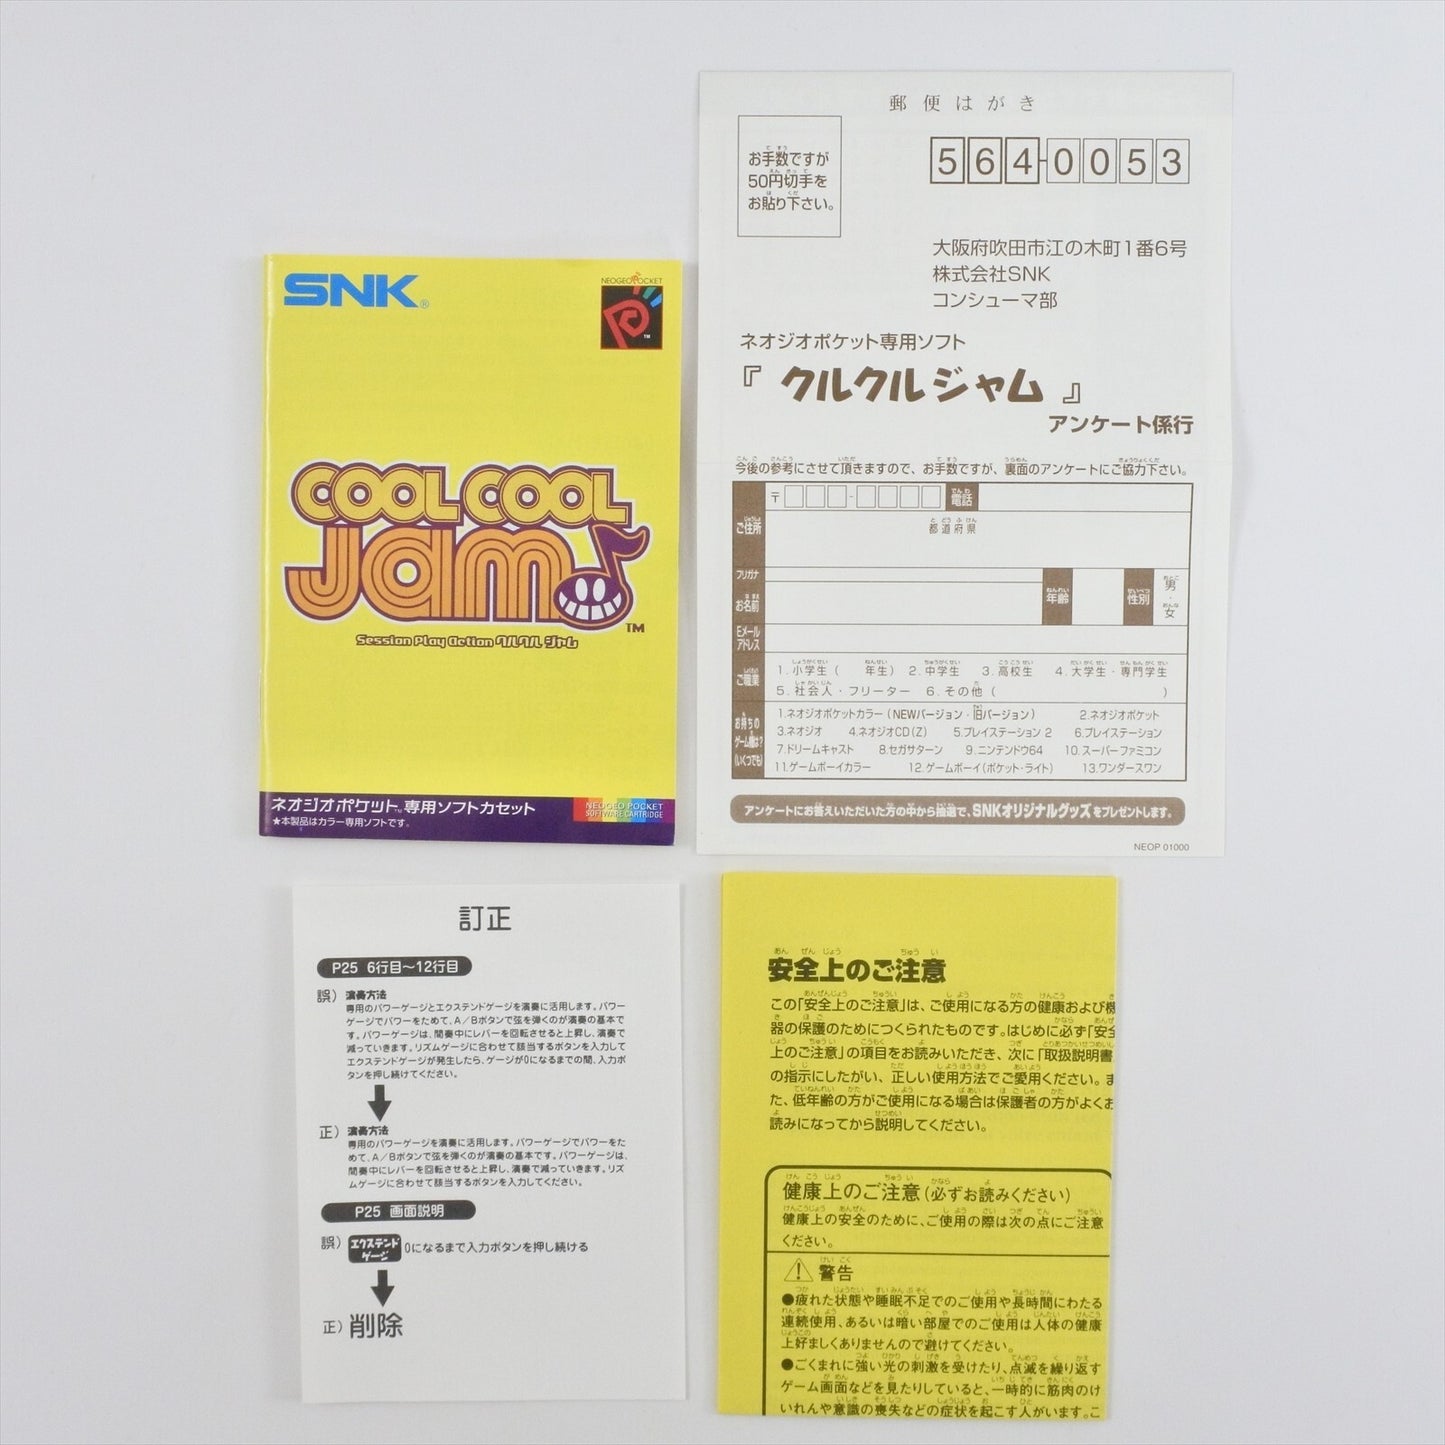 SNK®
NEOGEO POCKET
TM
COOL COOL
Jam
TM
Session Play Action クルクル ジャム
ネオジオポケット™専用ソフトカセット
★本製品はカラー専用ソフトです。
NEOGEO POCKET
SOFTWARE CARTRIDGE
郵便はがき
お手数ですが
50円切手を
お貼り下さい。
564-0053
大阪府吹田市江の木町1番6号
株式会社SNK
コンシューマ部
ネオジオポケット専用ソフト
『 クルクル ジャム 』
アンケート係行
今後の参考にさせて頂きますので、お手数ですが、裏面のアンケートにご協力下さい。
ご住所 〒 - 電話
都道府県
フリガナ
お名前 年齢 性別 男・女
Eメール
アドレス
ご職業 1.小学生( 年生) 2.中学生 3.高校生 4.大学生・専門学生
5.社会人・フリーター 6.その他( )
お持ちの
ゲーム機は?
(いくつでも)
1.ネオジオポケットカラー(NEWバージョン・旧バージョン) 2.ネオジオポケット
3.ネオジオ 4.ネオジオCD(Z) 5.プレイステーション2 6.プレイステーション
7.ドリームキャスト 8.セガサターン 9.ニンテンドウ64 10.スーパーファミコン
11.ゲームボーイカラー 12.ゲームボーイ(ポケット・ライト) 13.ワンダースワン
アンケートにお答えいただいた方の中から抽選で、SNKオリジナルグッズをプレゼントします。
NEOP 01000
訂正
P25 6行目〜12行目
誤) 演奏方法
専用のパワーゲージとエクステンドゲージを演奏に活用します。パワー
ゲージでパワーをためて、A/Bボタンで弦を弾くのが演奏の基本で
す。パワーゲージは、間奏中にレバーを回転させると上昇し、演奏で
減っていきます。リズムゲージに合わせて該当するボタンを入力して
エクステンドゲージが発生したら、ゲージが0になるまでの間、入力ボ
タンを押し続けてください。
正) 演奏方法
専用のパワーゲージを演奏に活用します。パワーゲージでパワーをた
めて、A/Bボタンで弦を弾くのが演奏の基本です。パワーゲージは、
間奏中にレバーを回転させると上昇し、演奏で減っていきます。リズ
ムゲージに合わせて該当するボタンを入力してください。
P25 画面説明
誤) エクステンドゲージ 0になるまで入力ボタンを押し続ける
正) 削除
安全上のご注意
この「安全上のご注意」は、ご使用になる方の健康および機
器の保護のためにつくられたものです。はじめに必ず「安全
上のご注意」の項目をお読みいただき、次に「取扱説明書
の指示にしたがい、正しい使用方法でご愛用ください。ま
た、低年齢の方がご使用になる場合は保護者の方がよくお
読みになってから説明してください。
健康上のご注意(必ずお読みください)
健康上の安全のために、ご使用の際は次の点にご注意
ください。
警告
●疲れた状態や睡眠不足でのご使用や長時間にわたる
連続使用、あるいは暗い部屋でのご使用は人体の健康
上好ましくありませんので避けてください。
●ごくまれに強い光の刺激を受けたり、点滅を繰り返す
ゲーム画面などを見たりしていると、一時的に筋肉のけ
いれんや意識の喪失などの症状を起こす人がいます。こ